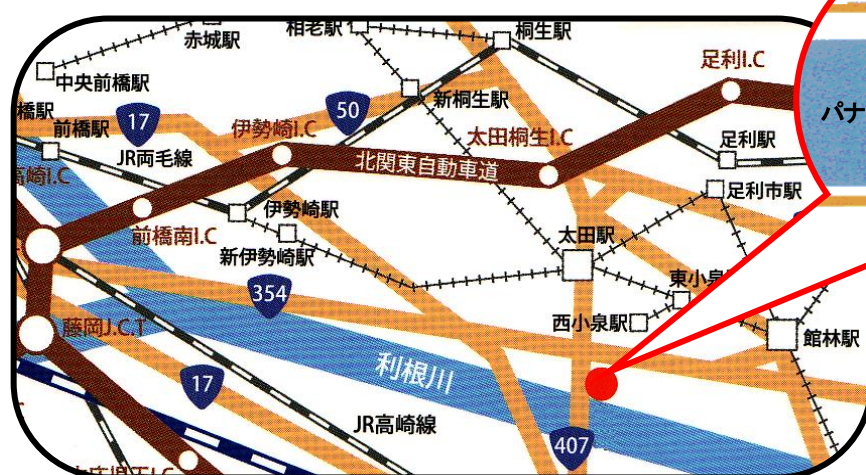 赤城駅
相老駅
桐生駅
足利I.C
中央前橋駅
新桐生駅
50
橋駅
17
前橋駅
伊勢崎I.C
太田桐生I.C
パナ
足利駅
JR両毛線
北関東自動車道
高崎I.C
足利市駅
伊勢崎駅
前橋南I.C
太田駅
新伊勢崎駅
354
東小泉
藤岡J.C.T
西小泉駅
館林駅
利根川
17
JR高崎線
407